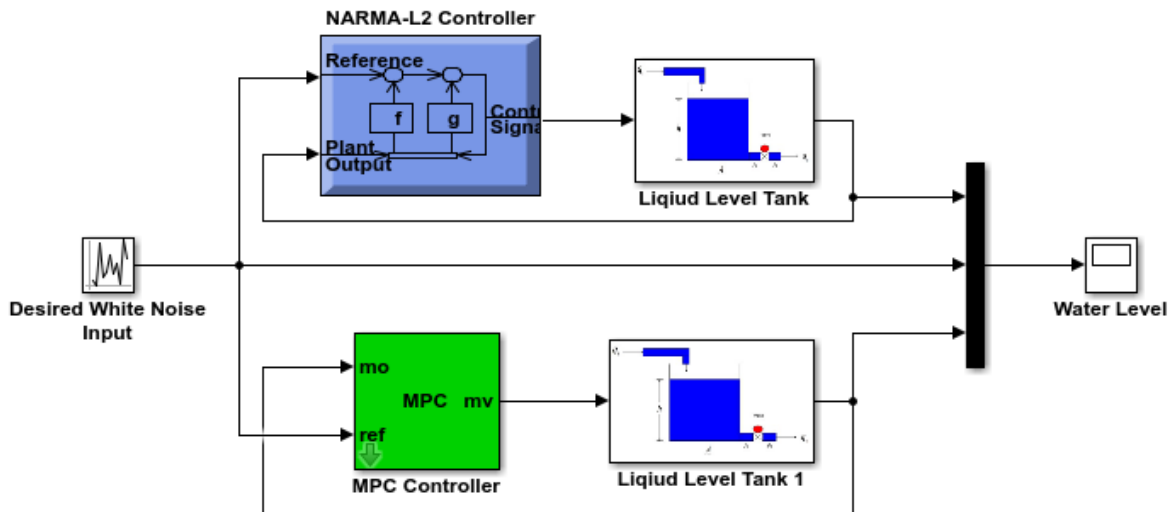 NARMA-L2 Controller
Reference
f
g
Contr
Signa
Plant
Output
Liqiud Level Tank
Desired White Noise
Input
Water Level
mo
MPC
mv
ref
MPC Controller
Liqiud Level Tank 1